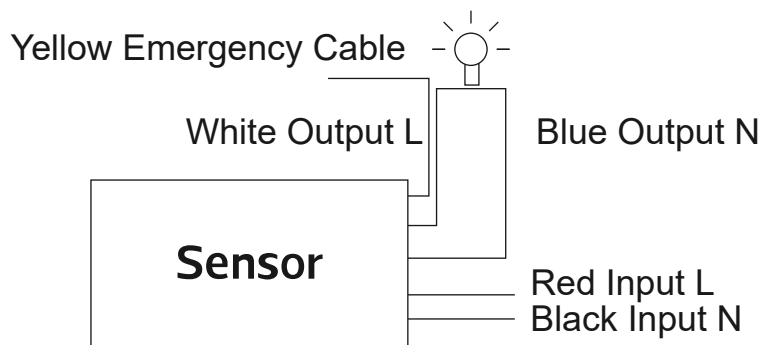 Yellow Emergency Cable
White Output L
Blue Output N
Sensor
Red Input L
Black Input N